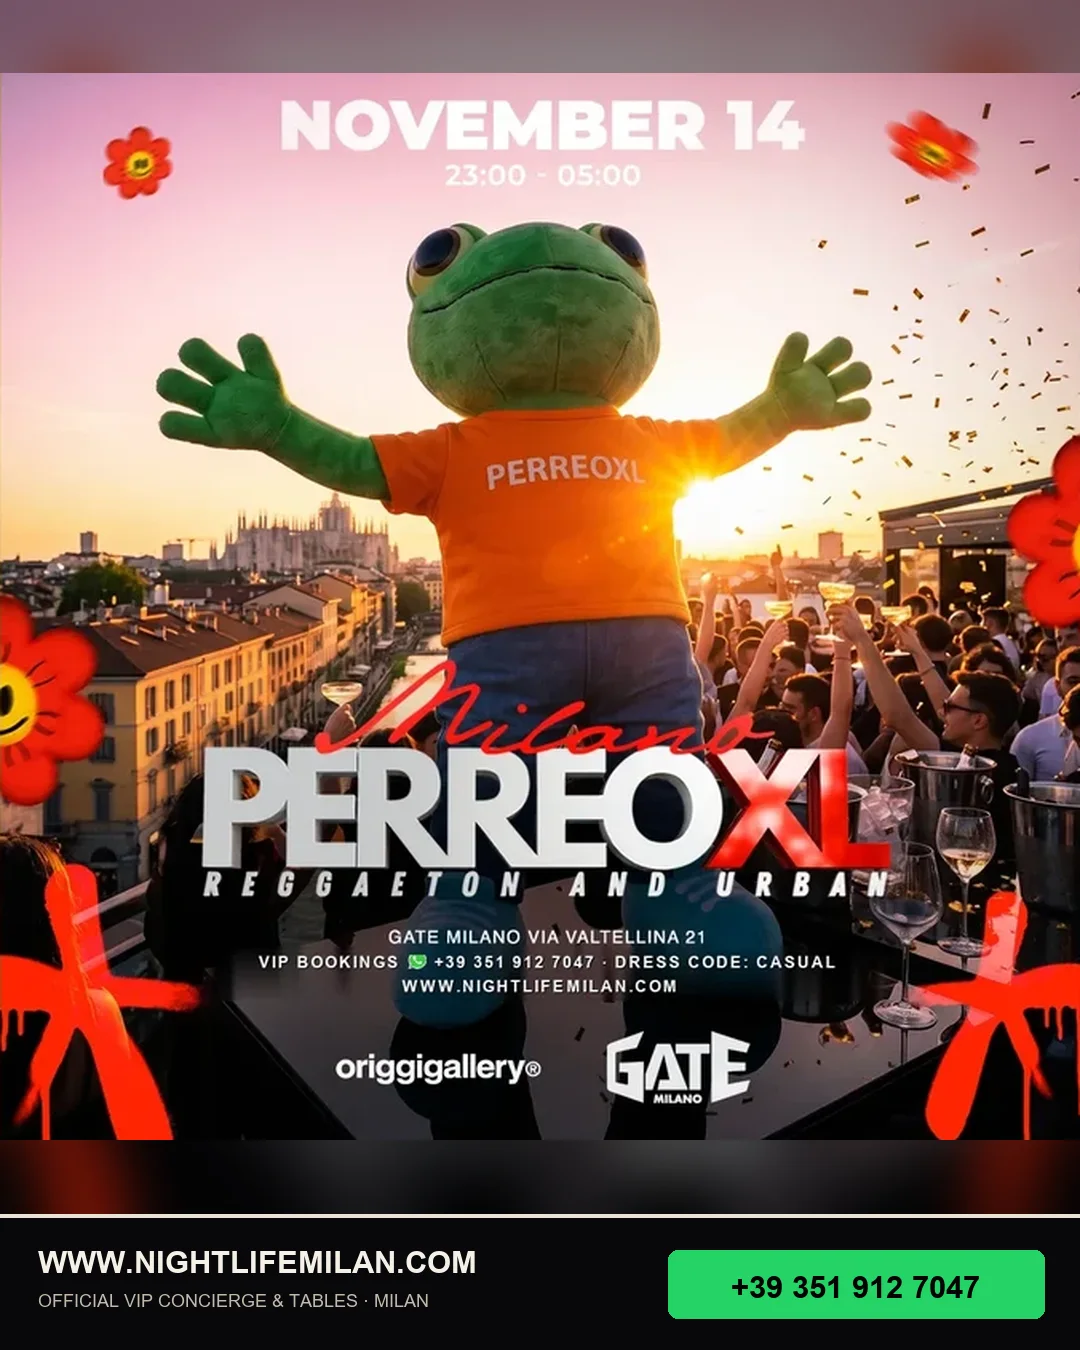 NOVEMBER 14
23:00 - 05:00
PERREOXL
Milano
PERREOXL
REGGAETON AND URBAN
GATE MILANO VIA VALTELLINA 21
VIP BOOKINGS +39 351 912 7047 · DRESS CODE: CASUAL
WWW.NIGHTLIFEMILAN.COM
origgigallery®
GATE
MILANO
WWW.NIGHTLIFEMILAN.COM
OFFICIAL VIP CONCIERGE & TABLES · MILAN
+39 351 912 7047